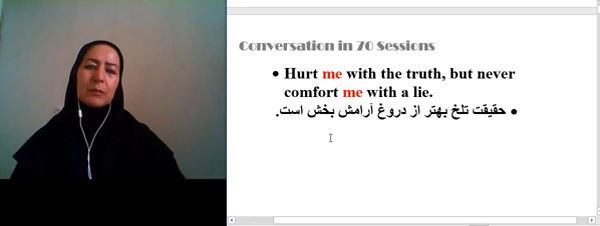 Conversation in 70 Sessions
• Hurt me with the truth, but never
comfort me with a lie.
• حقیقت تلخ بهتر از دروغ آرامش بخش است.